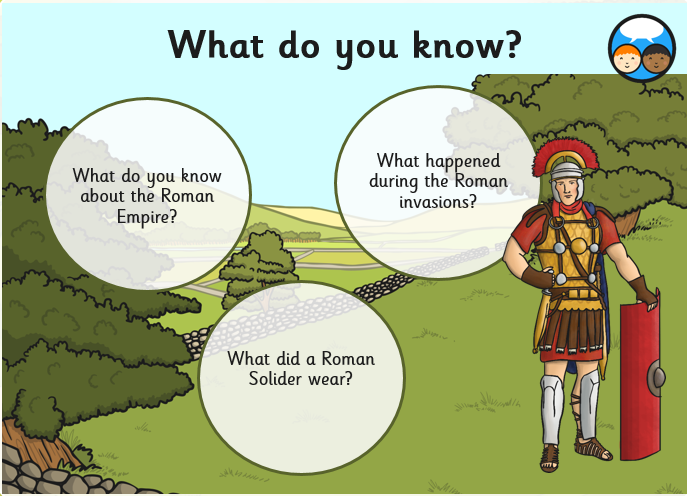 What do you know?
What do you know
about the Roman
Empire?
What happened
during the Roman
invasions?
What did a Roman
Solider wear?